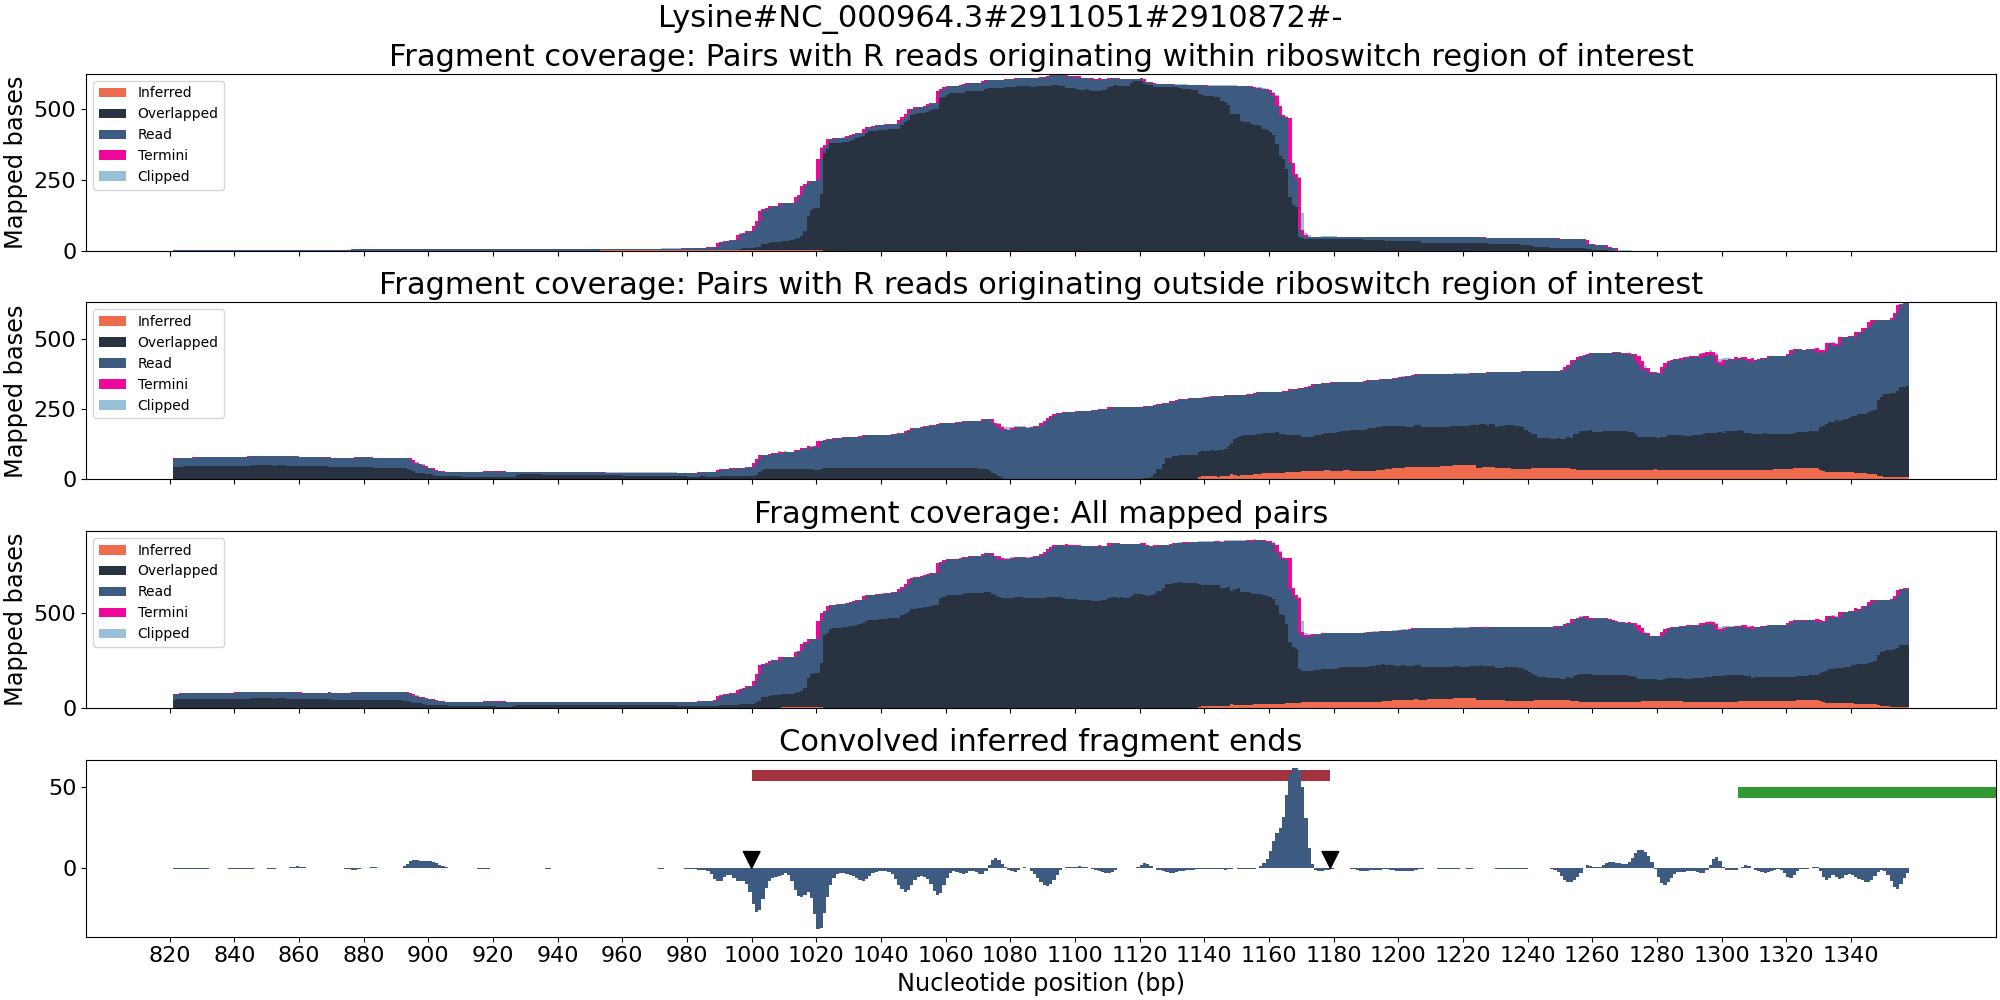 Lysine#NC_000964.3#2911051#2910872#-
Fragment coverage: Pairs with R reads originating within riboswitch region of interest
Mapped bases
500
250
0
Inferred
Overlapped
Read
Termini
Clipped
Fragment coverage: Pairs with R reads originating outside riboswitch region of interest
Mapped bases
500
250
0
Inferred
Overlapped
Read
Termini
Clipped
Fragment coverage: All mapped pairs
Mapped bases
500
0
Inferred
Overlapped
Read
Termini
Clipped
Convolved inferred fragment ends
50
0
820 840 860 880 900 920 940 960 980 1000 1020 1040 1060 1080 1100 1120 1140 1160 1180 1200 1220 1240 1260 1280 1300 1320 1340
Nucleotide position (bp)